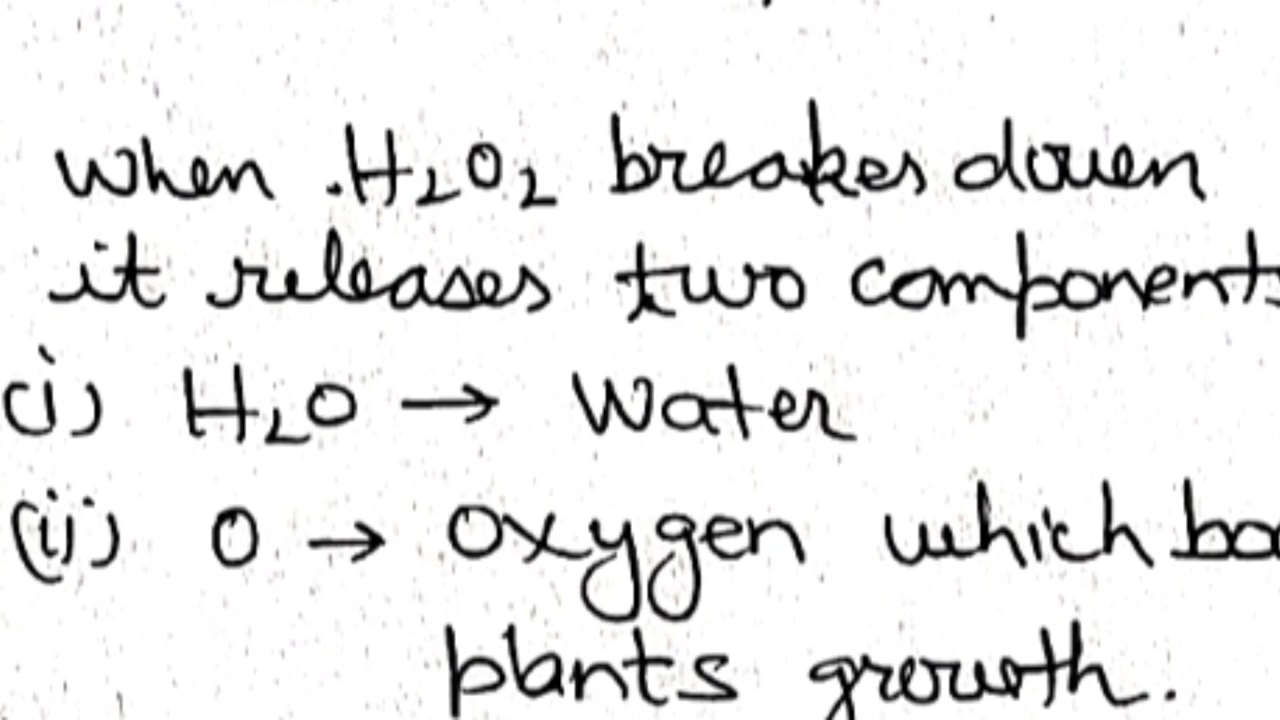 When H₂O₂ breakes down
it releases two components
(i) H₂O → Water
(ii) O → Oxygen which
plants growth.